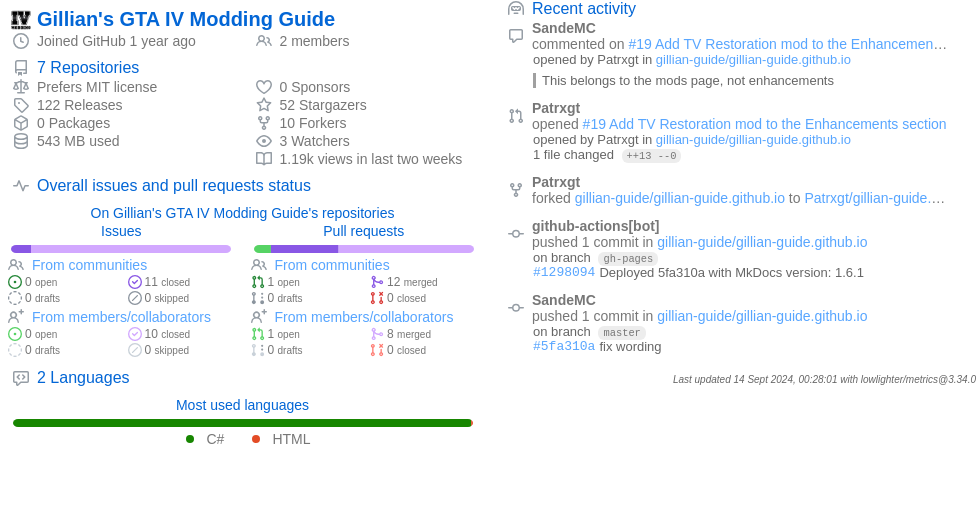 Gillian's GTA IV Modding Guide
Joined GitHub 1 year ago
2 members
7 Repositories
Prefers MIT license
122 Releases
0 Packages
543 MB used
0 Sponsors
52 Stargazers
10 Forkers
3 Watchers
1.19k views in last two weeks
Overall issues and pull requests status
On Gillian's GTA IV Modding Guide's repositories
Issues
From communities
0 open
11 closed
0 drafts
0 skipped
From members/collaborators
0 open
10 closed
0 drafts
0 skipped
Pull requests
From communities
1 open
12 merged
0 drafts
0 closed
From members/collaborators
1 open
8 merged
0 drafts
0 closed
2 Languages
Most used languages
C#
HTML
Recent activity
SandeMC
commented on #19 Add TV Restoration mod to the Enhancemen…
opened by Patrxgt in gillian-guide/gillian-guide.github.io
This belongs to the mods page, not enhancements
Patrxgt
opened #19 Add TV Restoration mod to the Enhancements section
opened by Patrxgt in gillian-guide/gillian-guide.github.io
1 file changed ++13 --0
Patrxgt
forked gillian-guide/gillian-guide.github.io to Patrxgt/gillian-guide.…
github-actions[bot]
pushed 1 commit in gillian-guide/gillian-guide.github.io
on branch gh-pages
#1298094 Deployed 5fa310a with MkDocs version: 1.6.1
SandeMC
pushed 1 commit in gillian-guide/gillian-guide.github.io
on branch master
#5fa310a fix wording
Last updated 14 Sept 2024, 00:28:01 with lowlighter/metrics@3.34.0